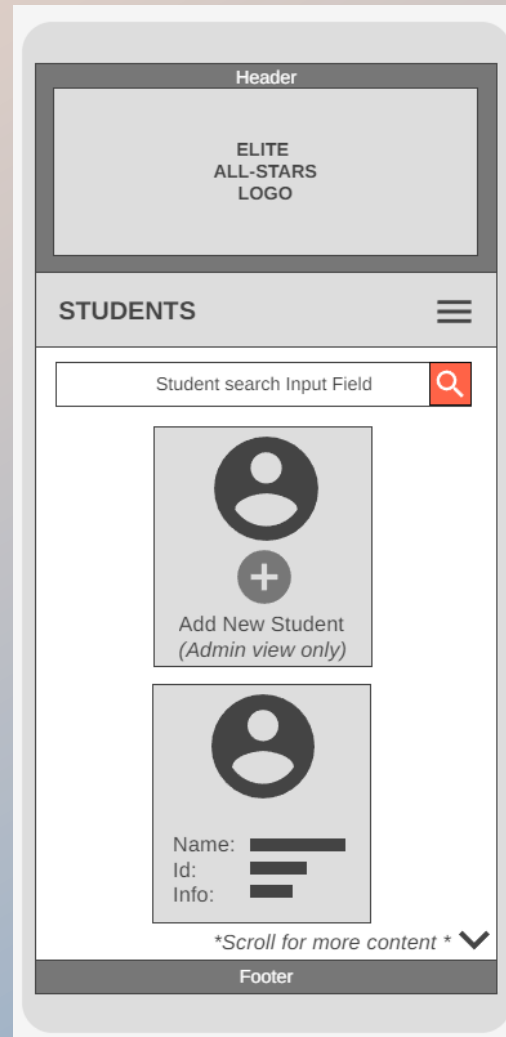 Header
ELITE
ALL-STARS
LOGO
STUDENTS
Student search Input Field
Add New Student
(Admin view only)
Name:
Id:
Info:
*Scroll for more content *
Footer